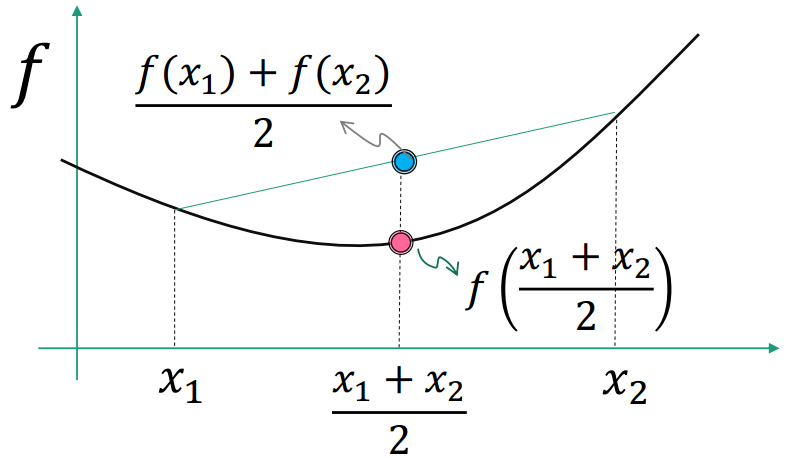 f
f(x₁) + f(x₂)
2
f(x₁ + x₂
2)
x₁
x₁ + x₂
2
x₂